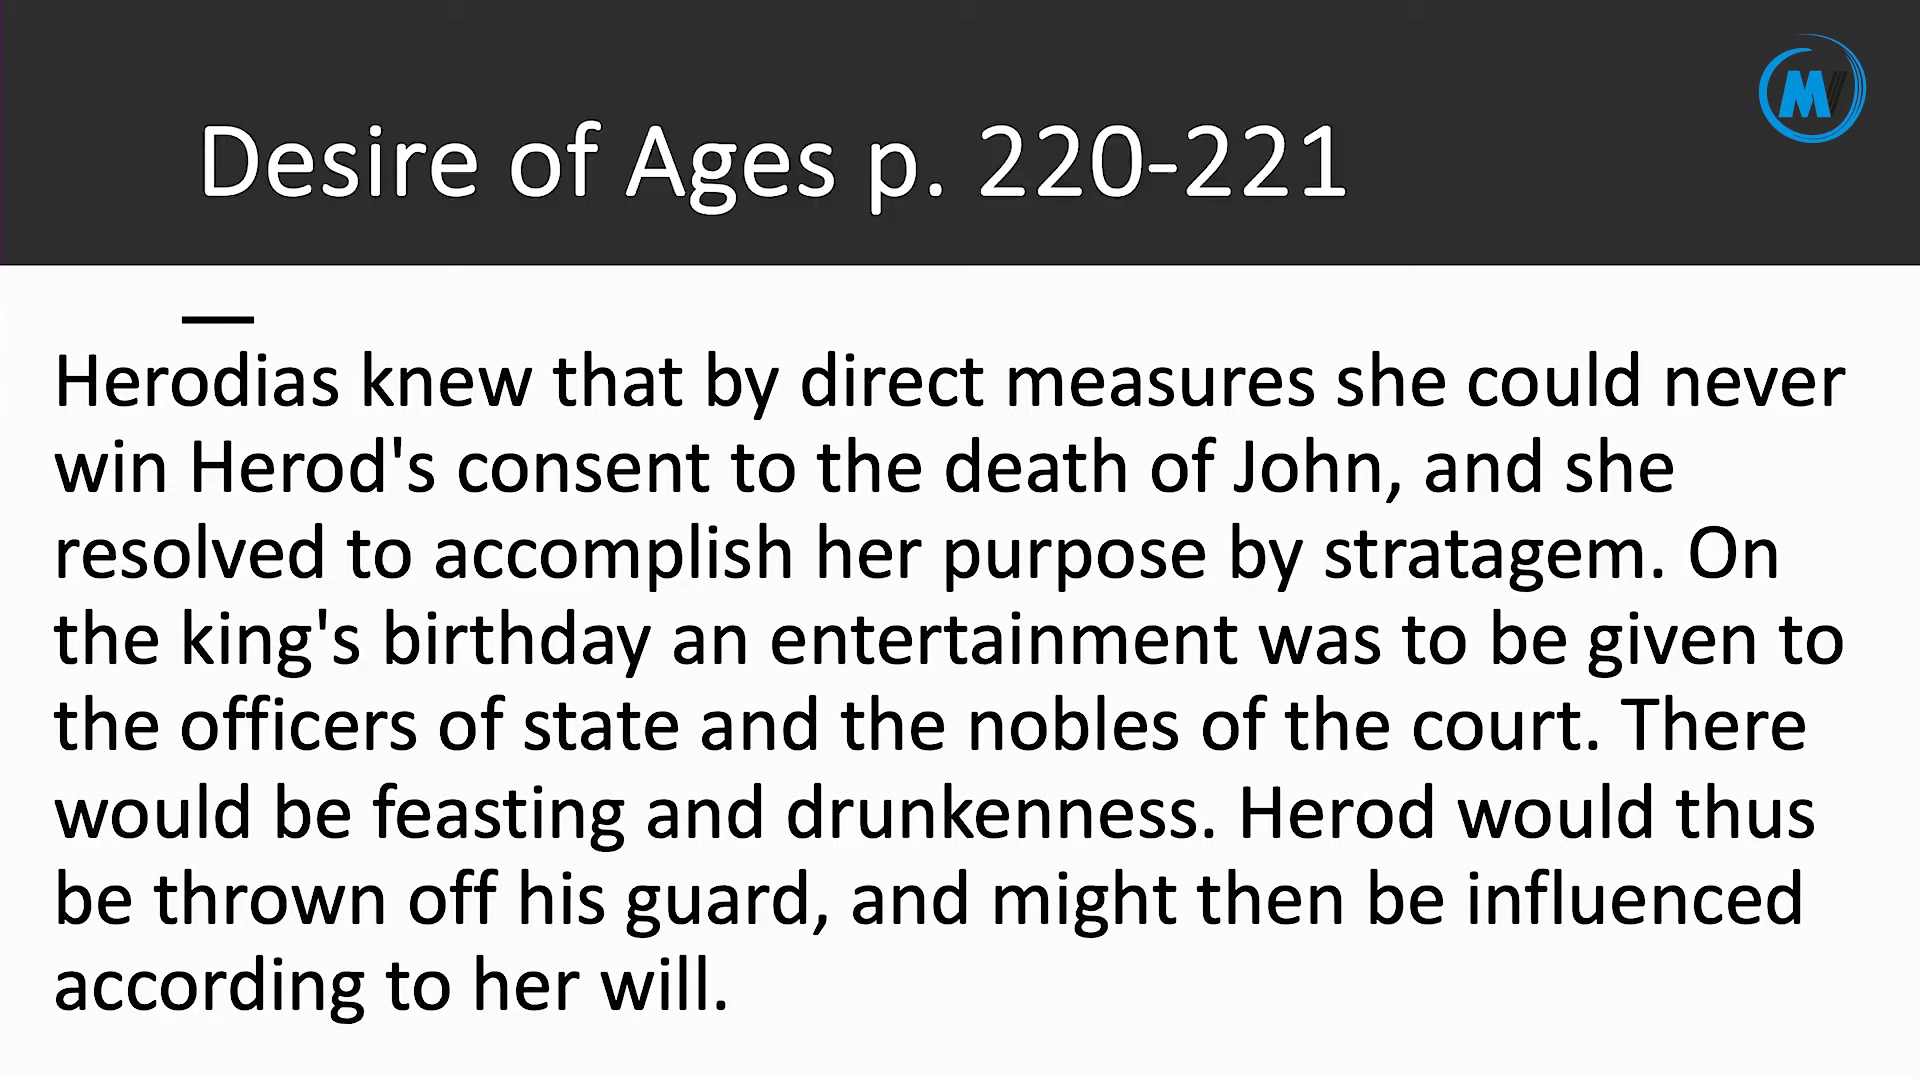 Desire of Ages p. 220-221
M
Herodias knew that by direct measures she could never
win Herod's consent to the death of John, and she
resolved to accomplish her purpose by stratagem. On
the king's birthday an entertainment was to be given to
the officers of state and the nobles of the court. There
would be feasting and drunkenness. Herod would thus
be thrown off his guard, and might then be influenced
according to her will.